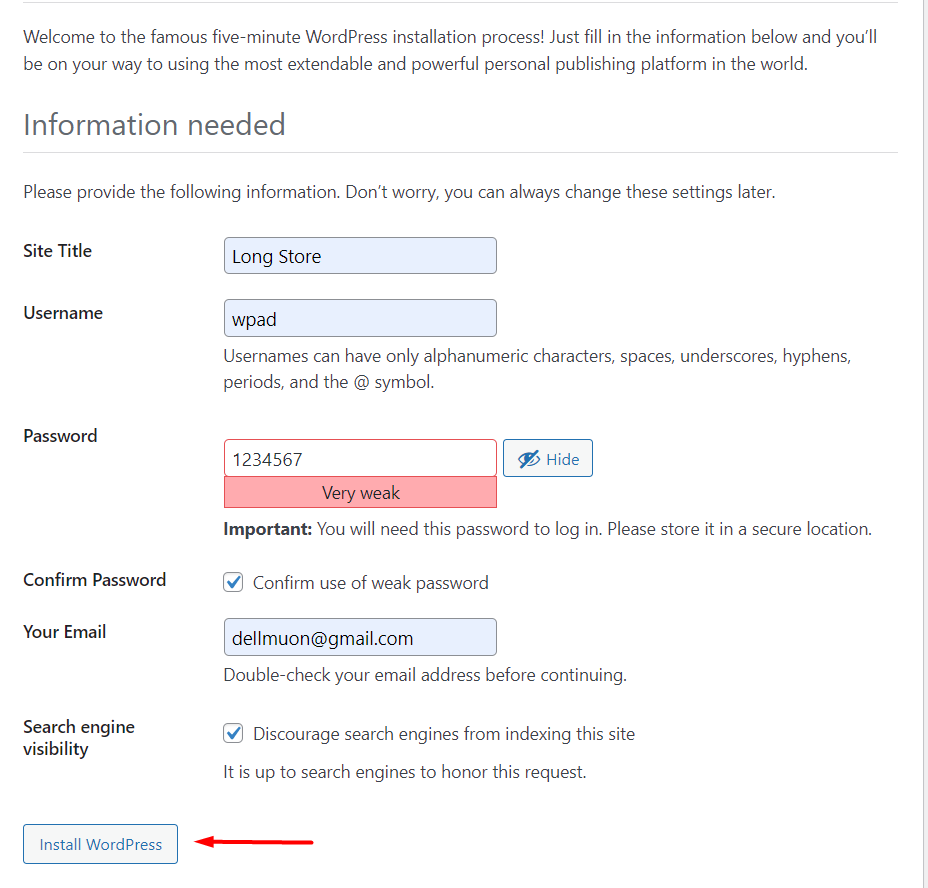 Welcome to the famous five-minute WordPress installation process! Just fill in the information below and you’ll
be on your way to using the most extendable and powerful personal publishing platform in the world.
Information needed
Please provide the following information. Don’t worry, you can always change these settings later.
Site Title
Long Store
Username
wpad
Usernames can have only alphanumeric characters, spaces, underscores, hyphens,
periods, and the @ symbol.
Password
1234567
Hide
Very weak
Important: You will need this password to log in. Please store it in a secure location.
Confirm Password
Confirm use of weak password
Your Email
dellmuon@gmail.com
Double-check your email address before continuing.
Search engine
visibility
Discourage search engines from indexing this site
It is up to search engines to honor this request.
Install WordPress